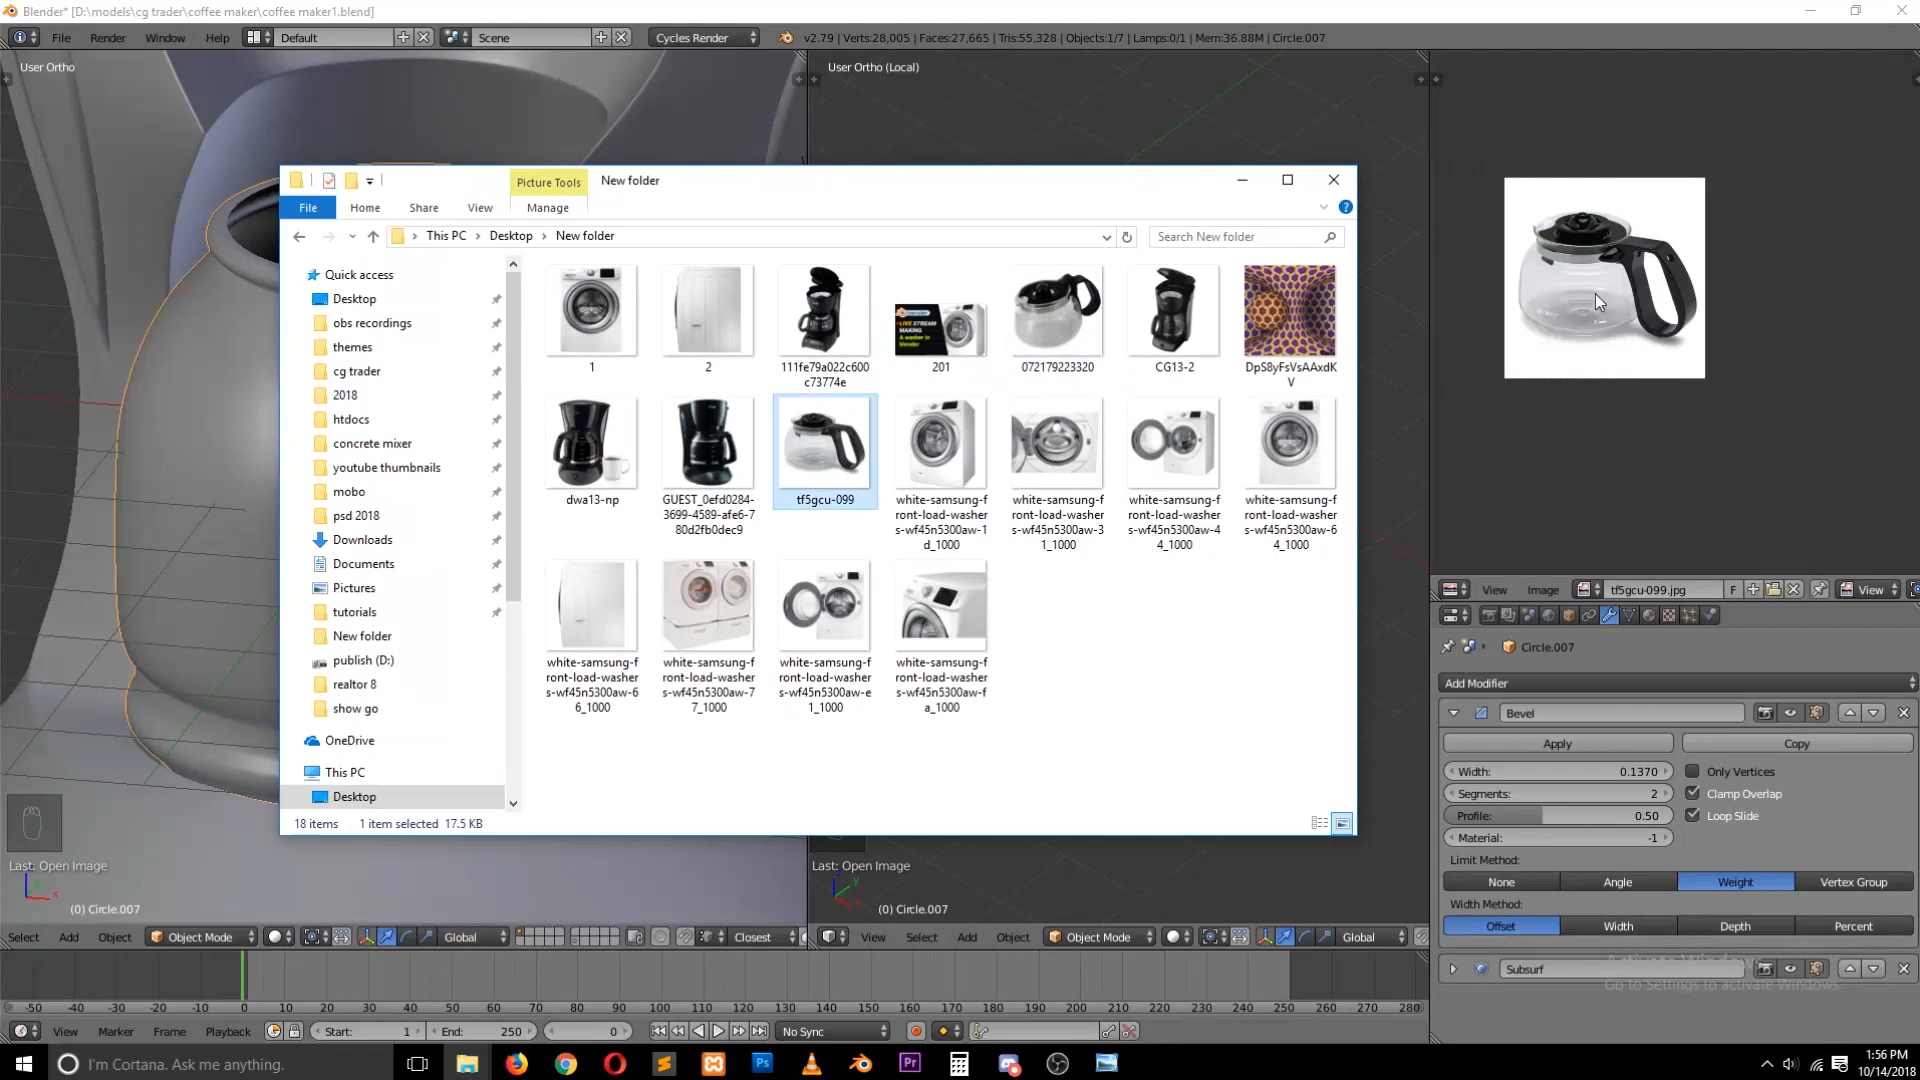 Blender* [D:\models\cg trader\coffee maker\coffee maker1.blend]
File Render Window Help Default Scene Cycles Render v2.79 | Verts:28,005 | Faces:27,665 | Tris:55,328 | Objects:1/7 | Lamps:0/1 | Mem:36.88M | Circle.007
User Ortho
User Ortho (Local)
Picture Tools New folder
File Home Share View Manage
This PC Desktop New folder Search New folder
Quick access
Desktop
obs recordings
themes
cg trader
2018
htdocs
concrete mixer
youtube thumbnails
mobo
psd 2018
Downloads
Documents
Pictures
tutorials
New folder
publish (D:)
realtor 8
show go
OneDrive
This PC
Desktop
LIVE STREAM
MAKING
A washer in
blender
1
2
111fe79a022c600
c73774e
201
072179223320
CG13-2
DpS8yFsVsAAxdK
V
dwa13-np
GUEST_0efd0284-
3699-4589-afe6-7
80d2fb0dec9
tf5gcu-099
white-samsung-f
ront-load-washer
s-wf45n5300aw-1
d_1000
white-samsung-f
ront-load-washer
s-wf45n5300aw-3
1_1000
white-samsung-f
ront-load-washer
s-wf45n5300aw-4
4_1000
white-samsung-f
ront-load-washer
s-wf45n5300aw-6
4_1000
white-samsung-f
ront-load-washer
s-wf45n5300aw-6
6_1000
white-samsung-f
ront-load-washer
s-wf45n5300aw-7
7_1000
white-samsung-f
ront-load-washer
s-wf45n5300aw-e
1_1000
white-samsung-f
ront-load-washer
s-wf45n5300aw-f
a_1000
18 items 1 item selected 17.5 KB
View Image tf5gcu-099.jpg F View
Circle.007
Add Modifier
Bevel
Apply Copy
Width: 0.1370 Only Vertices
Segments: 2 Clamp Overlap
Profile: 0.50 Loop Slide
Material: -1
Limit Method:
None Angle Weight Vertex Group
Width Method:
Offset Width Depth Percent
Subsurf
Activate Windows
Go to Settings to activate Windows.
Last: Open Image
(0) Circle.007
Last: Open Image
(0) Circle.007
Select Add Object Object Mode Global Closest
View Select Add Object Object Mode Global
-50 -40 -30 -20 -10 0 10 20 30 40 50 60 70 80 90 100 110 120 130 140 150 160 170 180 190 200 210 220 230 240 250 260 270 280
View Marker Frame Playback Start: 1 End: 250 0 No Sync
I'm Cortana. Ask me anything.
1:56 PM
10/14/2018